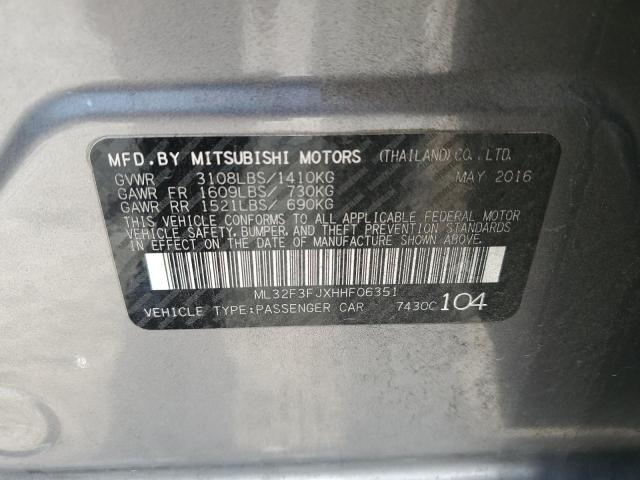 MFD.BY MITSUBISHI MOTORS (THAILAND)CO.,LTD.
GVWR 3108LBS/1410KG MAY 2016
GAWR FR 1609LBS/ 730KG
GAWR RR 1521LBS/ 690KG
THIS VEHICLE CONFORMS TO ALL APPLICABLE FEDERAL MOTOR
VEHICLE SAFETY,BUMPER,AND THEFT PREVENTION STANDARDS
IN EFFECT ON THE DATE OF MANUFACTURE SHOWN ABOVE.
ML32F3FJXHHF06351
VEHICLE TYPE:PASSENGER CAR 7430C 104